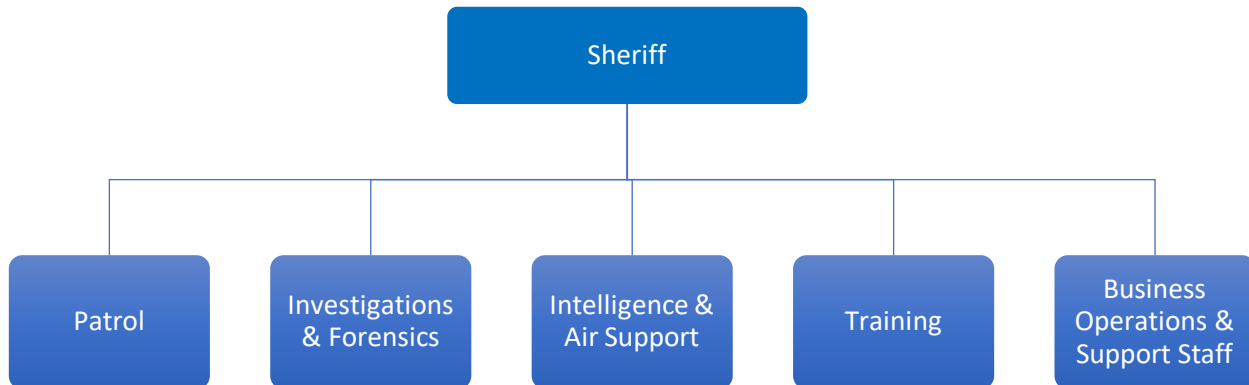 Sheriff
Patrol
Investigations
& Forensics
Intelligence &
Air Support
Training
Business
Operations &
Support Staff